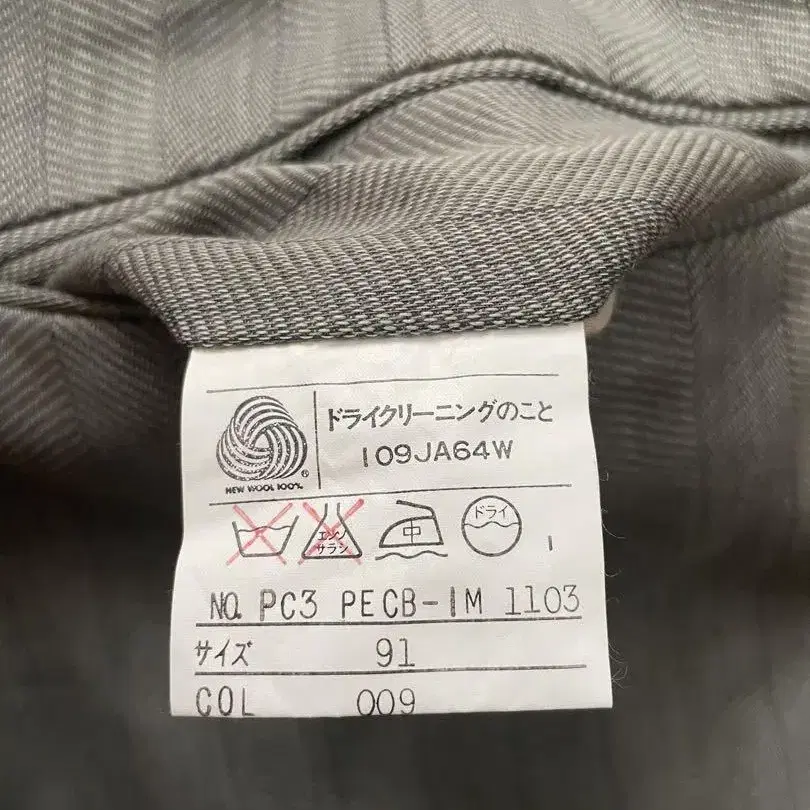 ドライクリーニングのこと
109JA64W
NEW WOOL 100%
®
エンソ
サラシ
中
ドライ
1
NO. PC3 PECB-1M 1103
サイズ 91
COL 009